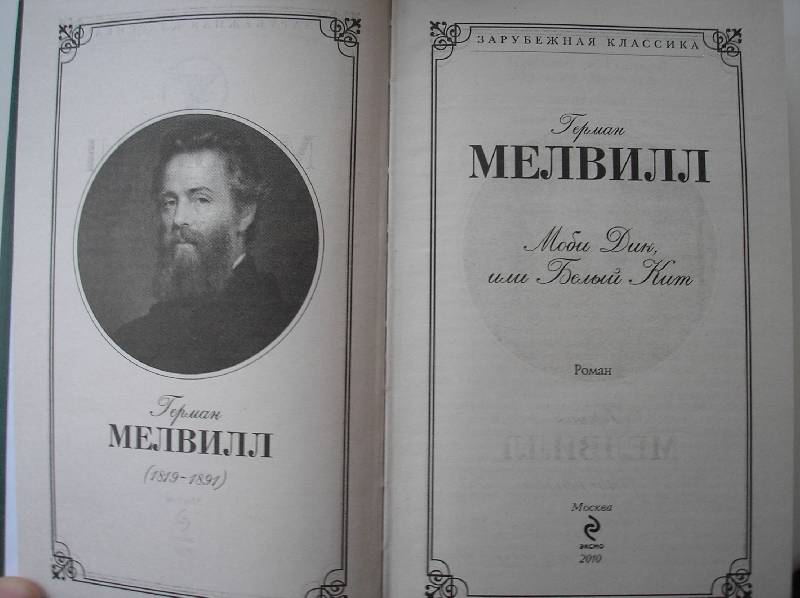 Герман
МЕЛВИЛЛ
(1819–1891)
ЗАРУБЕЖНАЯ КЛАССИКА
Герман
МЕЛВИЛЛ
Моби Дик,
или Белый Кит
Роман
Москва
эксмо
2010